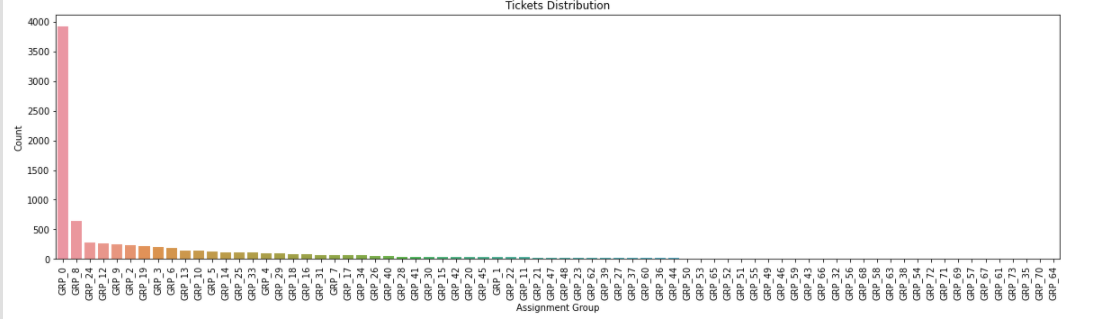 Tickets Distribution
4000
3500
3000
2500
2000
1500
1000
500
0
Count
GRP_0
GRP_8
GRP_24
GRP_12
GRP_9
GRP_2
GRP_19
GRP_3
GRP_6
GRP_13
GRP_10
GRP_5
GRP_14
GRP_25
GRP_33
GRP_4
GRP_29
GRP_18
GRP_16
GRP_31
GRP_7
GRP_17
GRP_34
GRP_26
GRP_40
GRP_28
GRP_41
GRP_30
GRP_15
GRP_42
GRP_20
GRP_45
GRP_1
GRP_22
GRP_11
GRP_21
GRP_47
GRP_48
GRP_23
GRP_62
GRP_39
GRP_27
GRP_37
GRP_60
GRP_36
GRP_44
GRP_50
GRP_53
GRP_65
GRP_52
GRP_51
GRP_55
GRP_49
GRP_46
GRP_59
GRP_43
GRP_66
GRP_32
GRP_56
GRP_68
GRP_58
GRP_63
GRP_38
GRP_54
GRP_72
GRP_71
GRP_69
GRP_57
GRP_67
GRP_61
GRP_73
GRP_35
GRP_70
GRP_64
Assignment Group